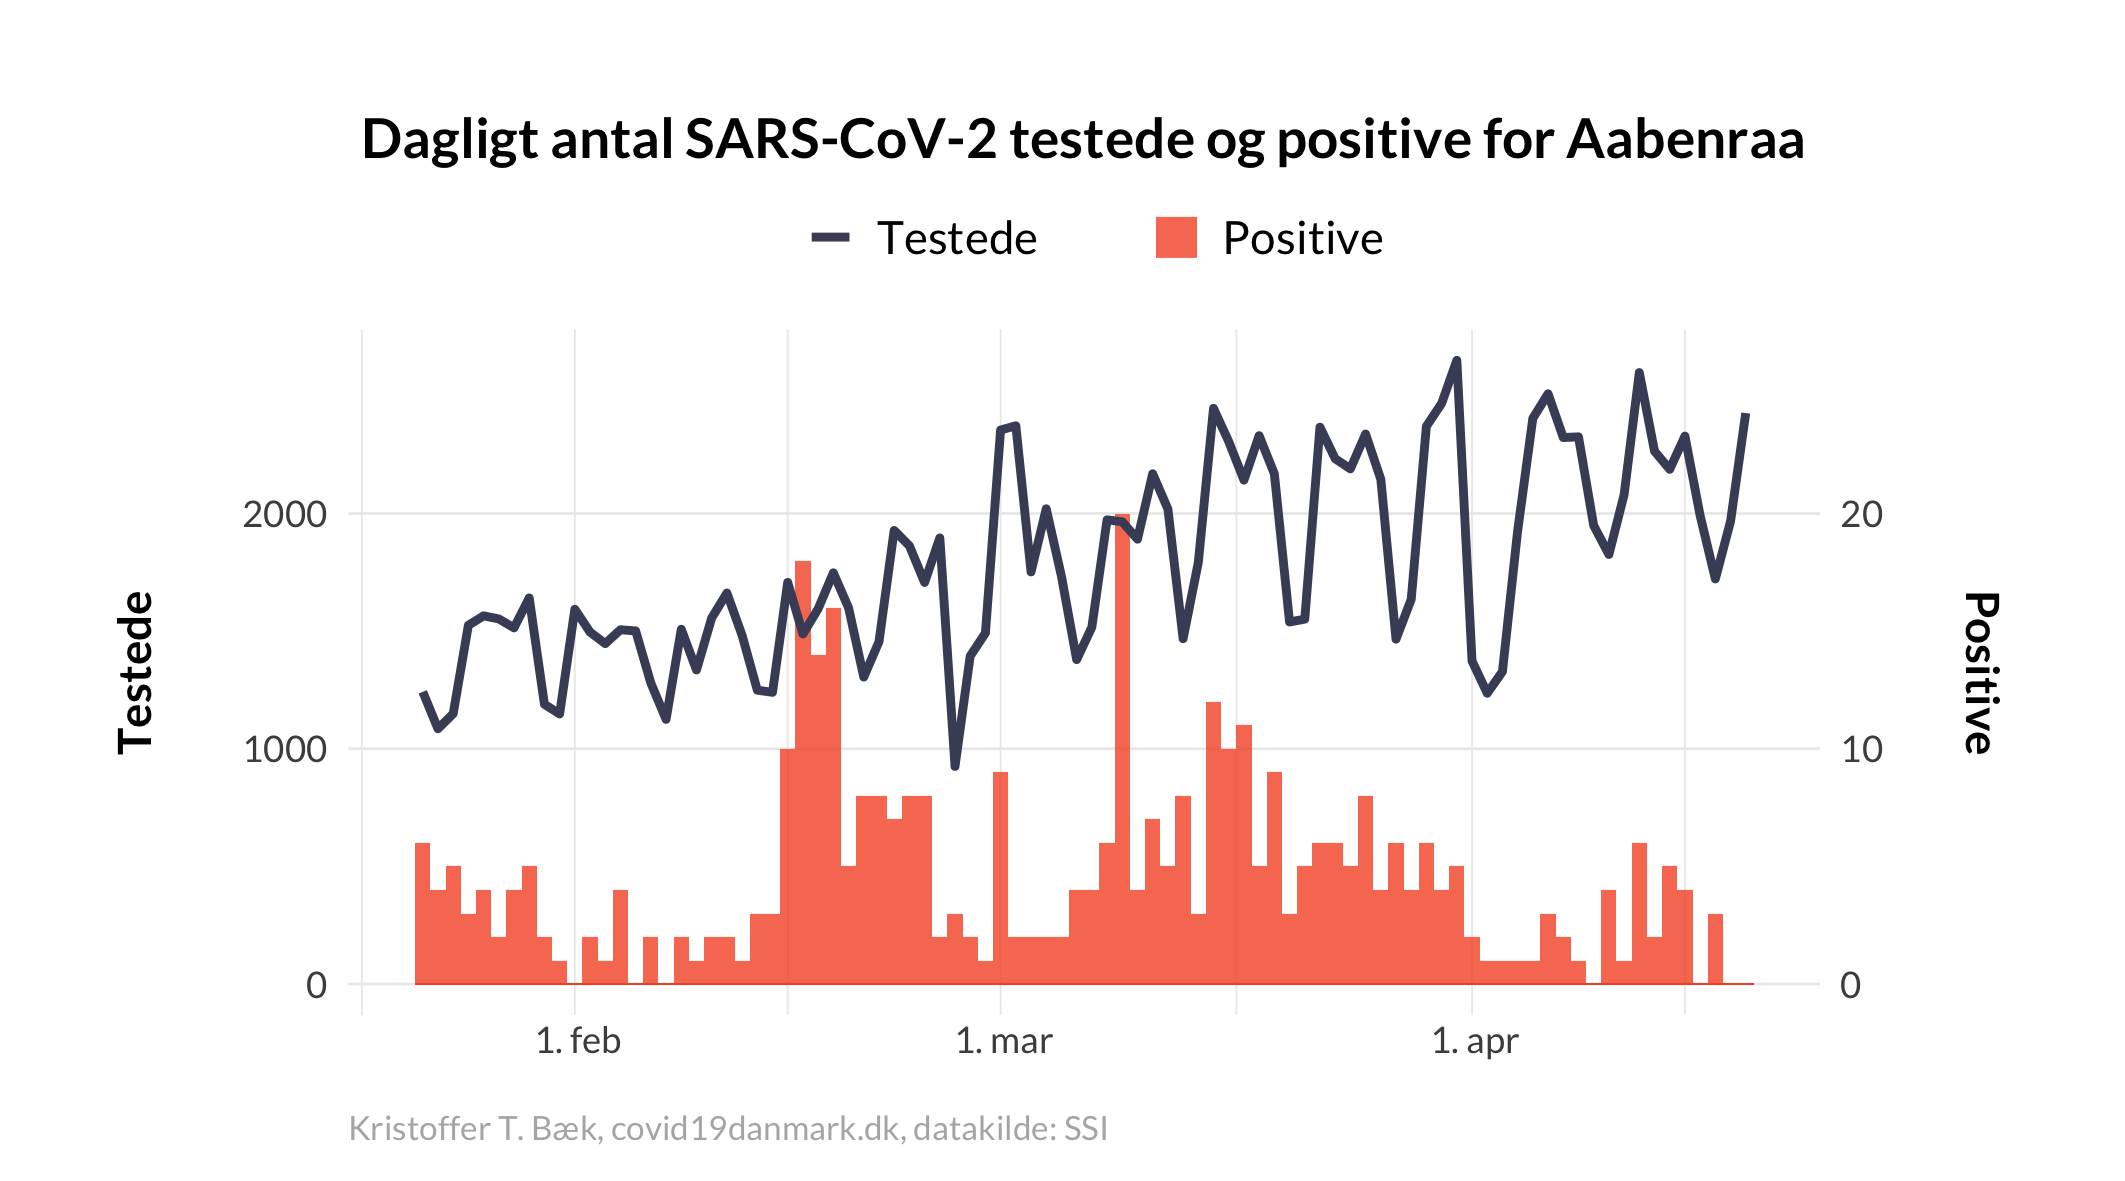 Dagligt antal SARS-CoV-2 testede og positive for Aabenraa
Testede
Positive
Testede
2000
1000
0
20
10
0
Positive
1. feb
1. mar
1. apr
Kristoffer T. Bæk, covid19danmark.dk, datakilde: SSI